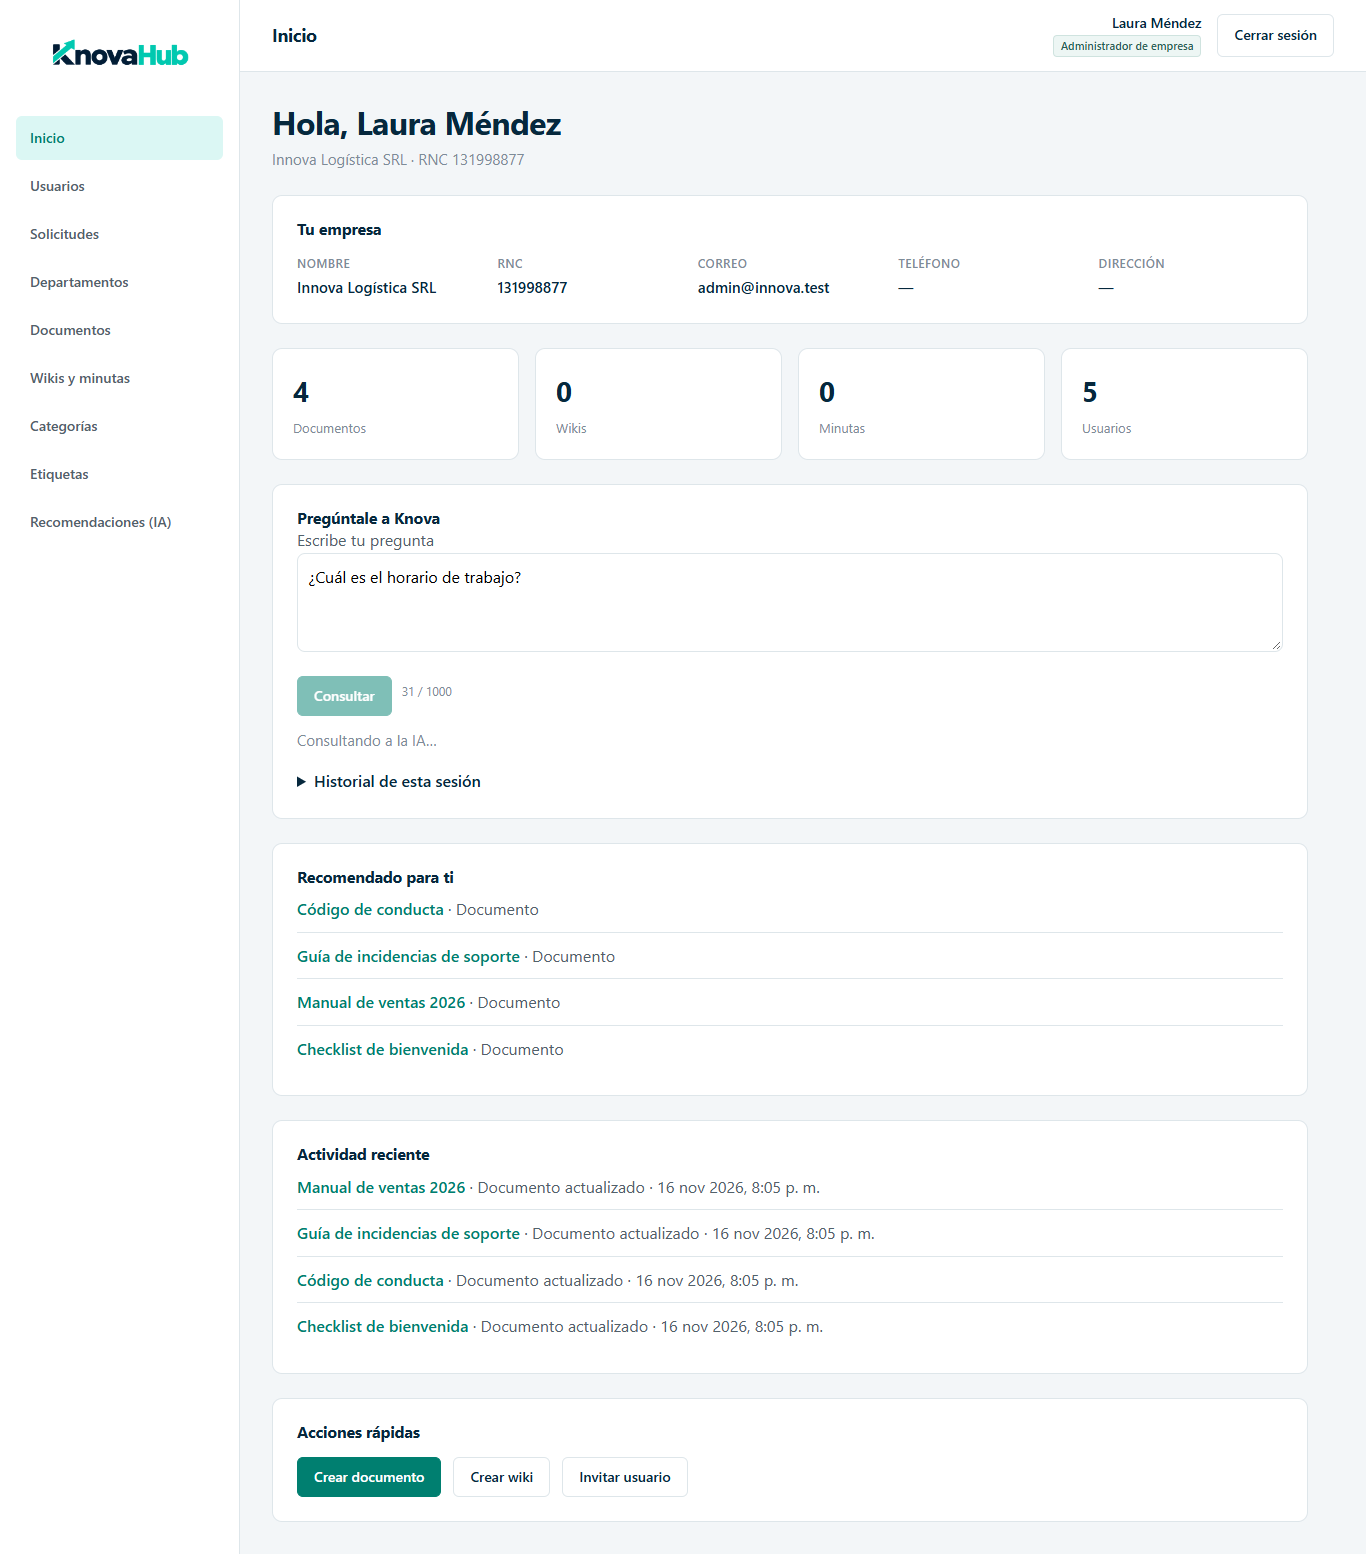 KnovaHub
Inicio
Usuarios
Solicitudes
Departamentos
Documentos
Wikis y minutas
Categorías
Etiquetas
Recomendaciones (IA)
Inicio
Laura Méndez
Administrador de empresa
Cerrar sesión
Hola, Laura Méndez
Innova Logística SRL · RNC 131998877
Tu empresa
NOMBRE
Innova Logística SRL
RNC
131998877
CORREO
admin@innova.test
TELÉFONO
—
DIRECCIÓN
—
4
Documentos
0
Wikis
0
Minutas
5
Usuarios
Pregúntale a Knova
Escribe tu pregunta
¿Cuál es el horario de trabajo?
Consultar
31 / 1000
Consultando a la IA...
Historial de esta sesión
Recomendado para ti
Código de conducta · Documento
Guía de incidencias de soporte · Documento
Manual de ventas 2026 · Documento
Checklist de bienvenida · Documento
Actividad reciente
Manual de ventas 2026 · Documento actualizado · 16 nov 2026, 8:05 p. m.
Guía de incidencias de soporte · Documento actualizado · 16 nov 2026, 8:05 p. m.
Código de conducta · Documento actualizado · 16 nov 2026, 8:05 p. m.
Checklist de bienvenida · Documento actualizado · 16 nov 2026, 8:05 p. m.
Acciones rápidas
Crear documento
Crear wiki
Invitar usuario